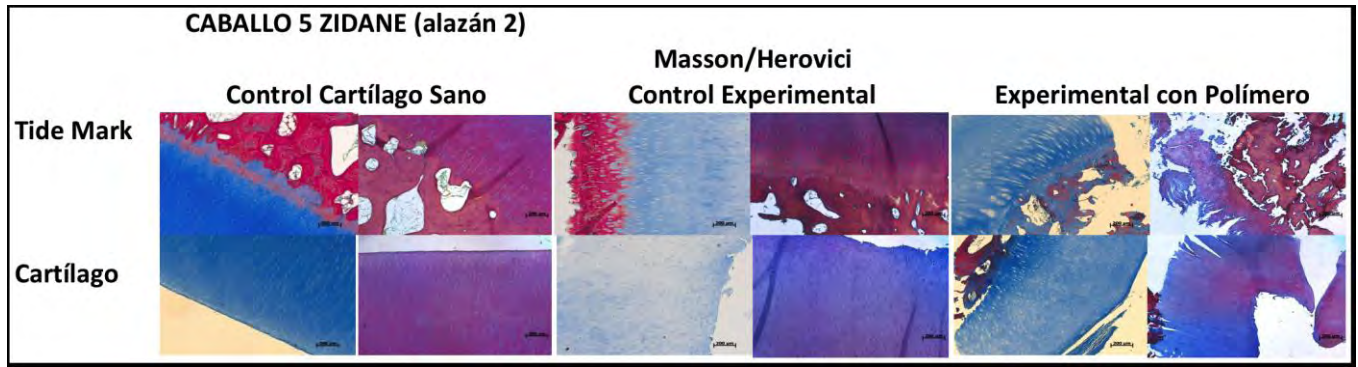 CABALLO 5 ZIDANE (alazán 2)
Masson/Herovici
Control Cartílago Sano Control Experimental Experimental con Polímero
Tide Mark
Cartílago